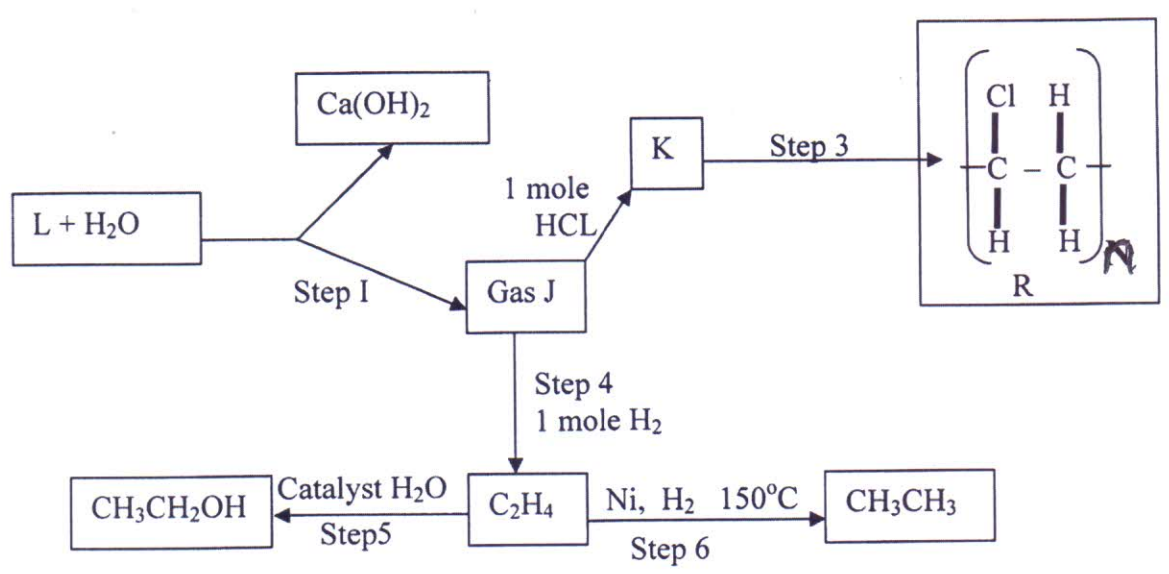 Ca(OH)₂
L + H₂O
Step I
Gas J
1 mole
HCL
K
Step 3
Cl H
C – C
H H
n
R
Step 4
1 mole H₂
CH₃CH₂OH
Catalyst H₂O
Step5
C₂H₄
Ni, H₂ 150°C
Step 6
CH₃CH₃